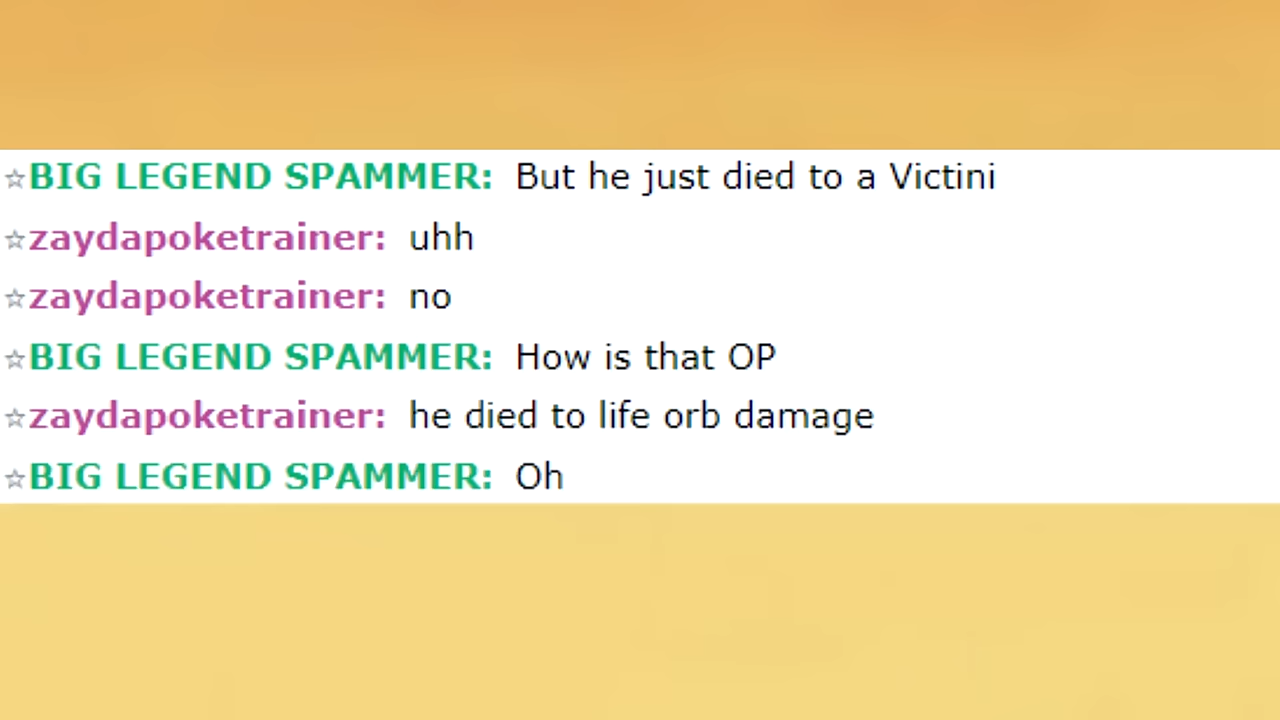 ☆BIG LEGEND SPAMMER: But he just died to a Victini
☆zaydapoketrainer: uhh
☆zaydapoketrainer: no
☆BIG LEGEND SPAMMER: How is that OP
☆zaydapoketrainer: he died to life orb damage
☆BIG LEGEND SPAMMER: Oh